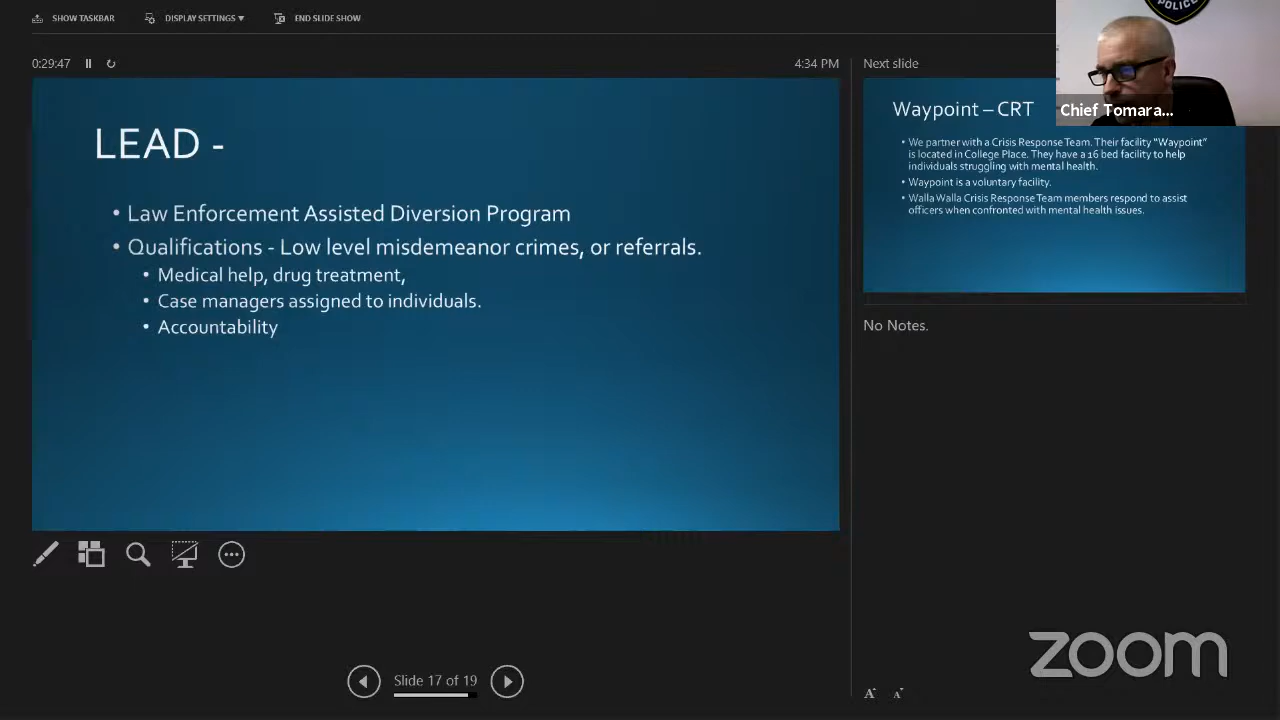 SHOW TASKBAR
DISPLAY SETTINGS ▼
END SLIDE SHOW
POLICE
0:29:47
4:34 PM
Next slide
Chief Tomara...
LEAD -
• Law Enforcement Assisted Diversion Program
• Qualifications - Low level misdemeanor crimes, or referrals.
• Medical help, drug treatment,
• Case managers assigned to individuals.
• Accountability
Waypoint – CRT
• We partner with a Crisis Response Team. Their facility “Waypoint”
is located in College Place. They have a 16 bed facility to help
individuals struggling with mental health.
• Waypoint is a voluntary facility.
• Walla Walla Crisis Response Team members respond to assist
officers when confronted with mental health issues.
No Notes.
Slide 17 of 19
zoom
A A